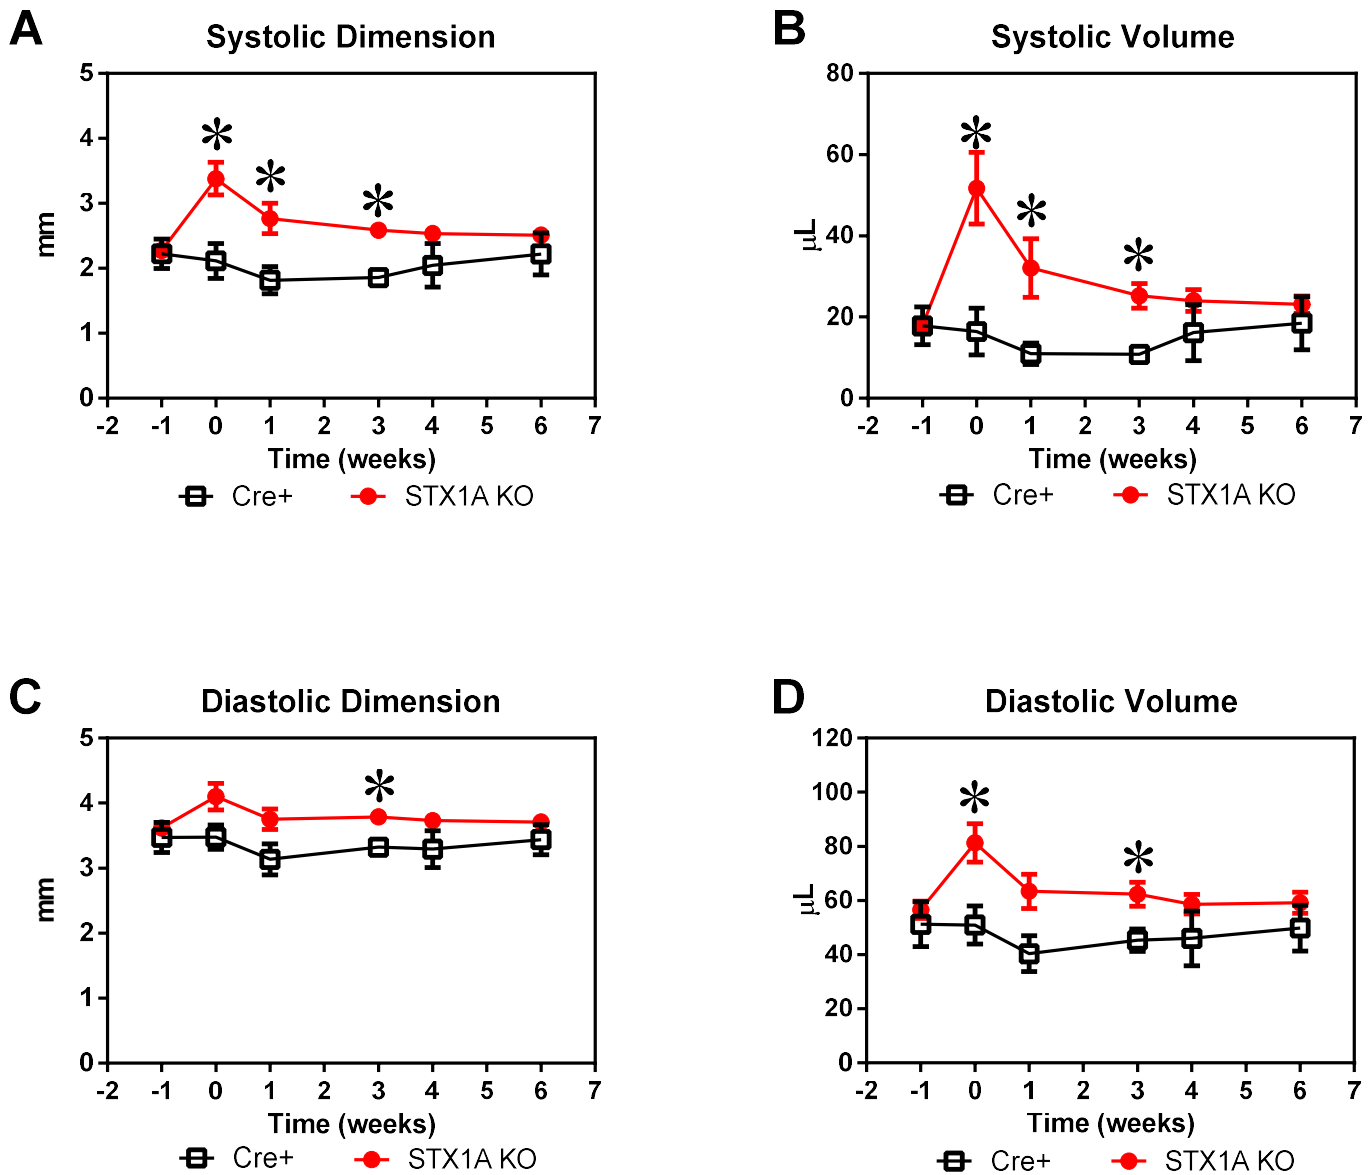 A
Systolic Dimension
5
4
3
2
1
0
mm
* * *
-2 -1 0 1 2 3 4 5 6 7
Time (weeks)
Cre+ STX1A KO
B
Systolic Volume
80
60
40
20
0
µL
* * *
-2 -1 0 1 2 3 4 5 6 7
Time (weeks)
Cre+ STX1A KO
C
Diastolic Dimension
5
4
3
2
1
0
mm
*
-2 -1 0 1 2 3 4 5 6 7
Time (weeks)
Cre+ STX1A KO
D
Diastolic Volume
120
100
80
60
40
20
0
µL
* *
-2 -1 0 1 2 3 4 5 6 7
Time (weeks)
Cre+ STX1A KO